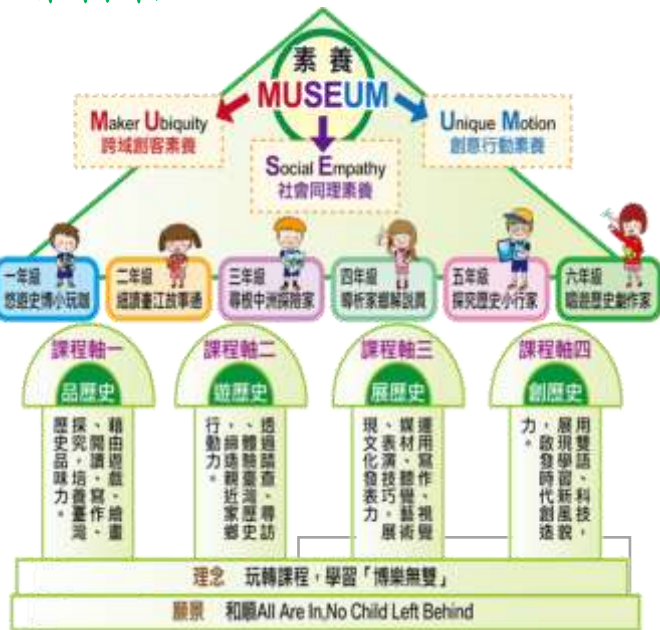 素養
MUSEUM
Maker Ubiquity
跨域創客素養
Unique Motion
創意行動素養
Social Empathy
社會同理素養
一年級
悠遊史博小玩咖
二年級
細讀臺江故事通
三年級
尋根中洲探險家
四年級
導析家鄉解說員
五年級
探究歷史小行家
六年級
嬉遊歷史創作家
課程軸一
品歷史
藉由遊戲、繪畫
、閱讀、寫作、
探究，培養臺灣
歷史品味力。
課程軸二
遊歷史
透過踏查、尋訪
、體驗臺灣歷史
，締造親近家鄉
行動力。
課程軸三
展歷史
運用寫作、視覺
媒材、聽覺藝術
、表演技巧，展
現文化發表力
課程軸四
創歷史
用雙語、科技，
展現學習新風貌
，啟發時代創造
力。
理念 玩轉課程，學習「博樂無雙」
願景 和順All Are In,No Child Left Behind